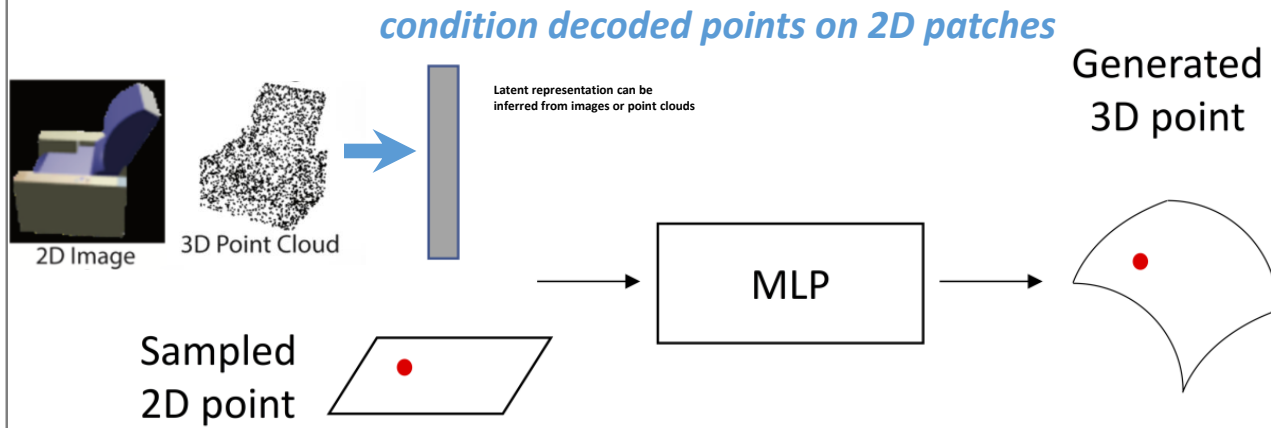 condition decoded points on 2D patches
Latent representation can be
inferred from images or point clouds
Generated
3D point
2D Image
3D Point Cloud
MLP
Sampled
2D point